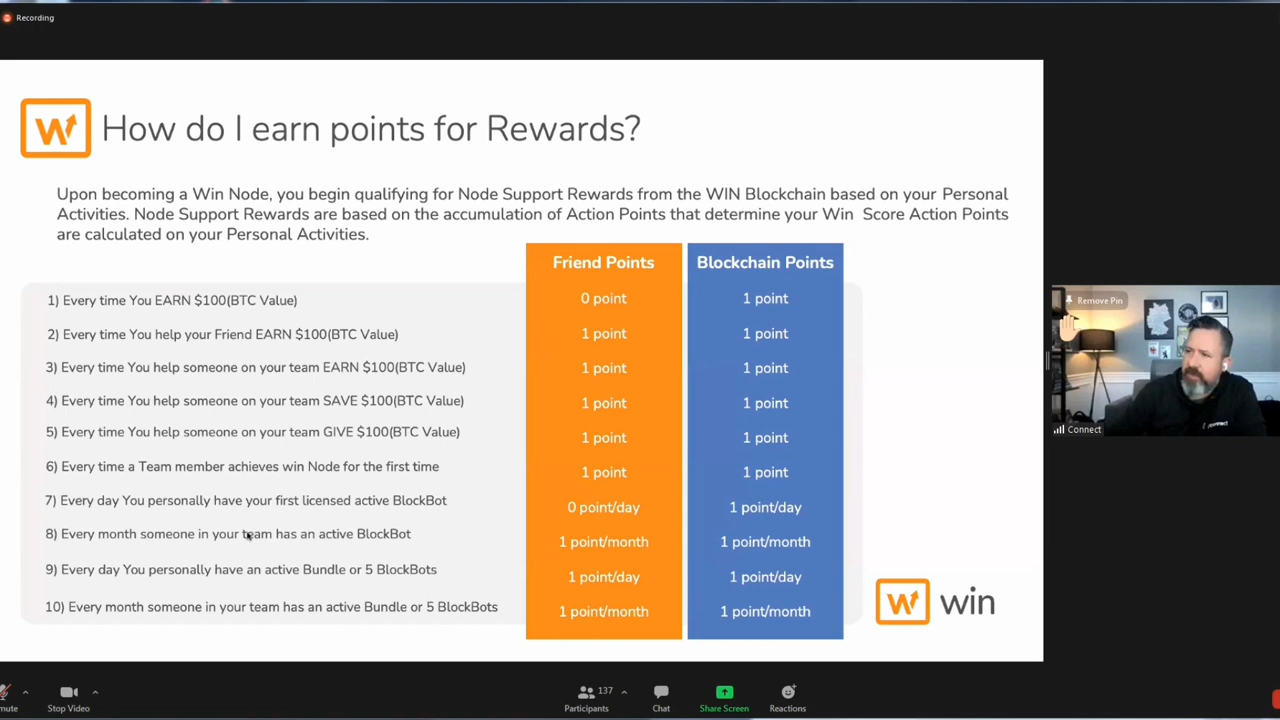 Recording
How do I earn points for Rewards?
Upon becoming a Win Node, you begin qualifying for Node Support Rewards from the WIN Blockchain based on your Personal
Activities. Node Support Rewards are based on the accumulation of Action Points that determine your Win Score Action Points
are calculated on your Personal Activities.
Friend Points Blockchain Points
1) Every time You EARN $100(BTC Value) 0 point 1 point
2) Every time You help your Friend EARN $100(BTC Value) 1 point 1 point
3) Every time You help someone on your team EARN $100(BTC Value) 1 point 1 point
4) Every time You help someone on your team SAVE $100(BTC Value) 1 point 1 point
5) Every time You help someone on your team GIVE $100(BTC Value) 1 point 1 point
6) Every time a Team member achieves win Node for the first time 1 point 1 point
7) Every day You personally have your first licensed active BlockBot 0 point/day 1 point/day
8) Every month someone in your team has an active BlockBot 1 point/month 1 point/month
9) Every day You personally have an active Bundle or 5 BlockBots 1 point/day 1 point/day
10) Every month someone in your team has an active Bundle or 5 BlockBots 1 point/month 1 point/month
win
Remove Pin
Connect
mute
Stop Video
137
Participants
Chat
Share Screen
Reactions